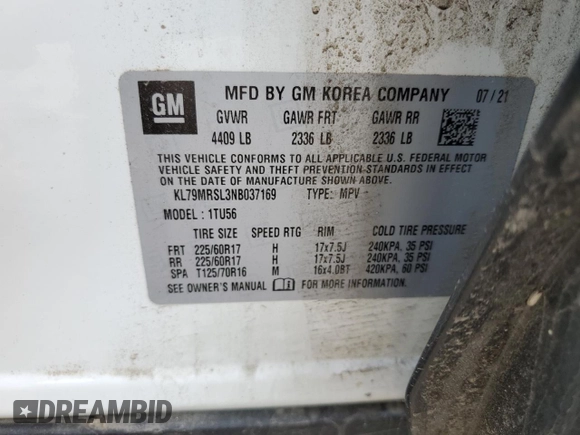 GM
MFD BY GM KOREA COMPANY 07/21
GVWR GAWR FRT GAWR RR
4409 LB 2336 LB 2336 LB
THIS VEHICLE CONFORMS TO ALL APPLICABLE U.S. FEDERAL MOTOR
VEHICLE SAFETY AND THEFT PREVENTION STANDARDS IN EFFECT ON
THE DATE OF MANUFACTURE SHOWN ABOVE.
KL79MRSL3NB037169 TYPE: MPV
MODEL: 1TU56
TIRE SIZE SPEED RTG RIM COLD TIRE PRESSURE
FRT 225/60R17 H 17x7.5J 240KPA, 35 PSI
RR 225/60R17 H 17x7.5J 240KPA, 35 PSI
SPA T125/70R16 M 16x4.0BT 420KPA, 60 PSI
SEE OWNER'S MANUAL i FOR MORE INFORMATION.
DREAMBID